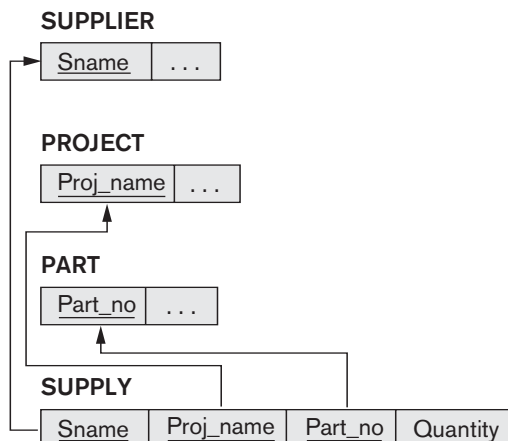 SUPPLIER
Sname ...
PROJECT
Proj_name ...
PART
Part_no ...
SUPPLY
Sname Proj_name Part_no Quantity